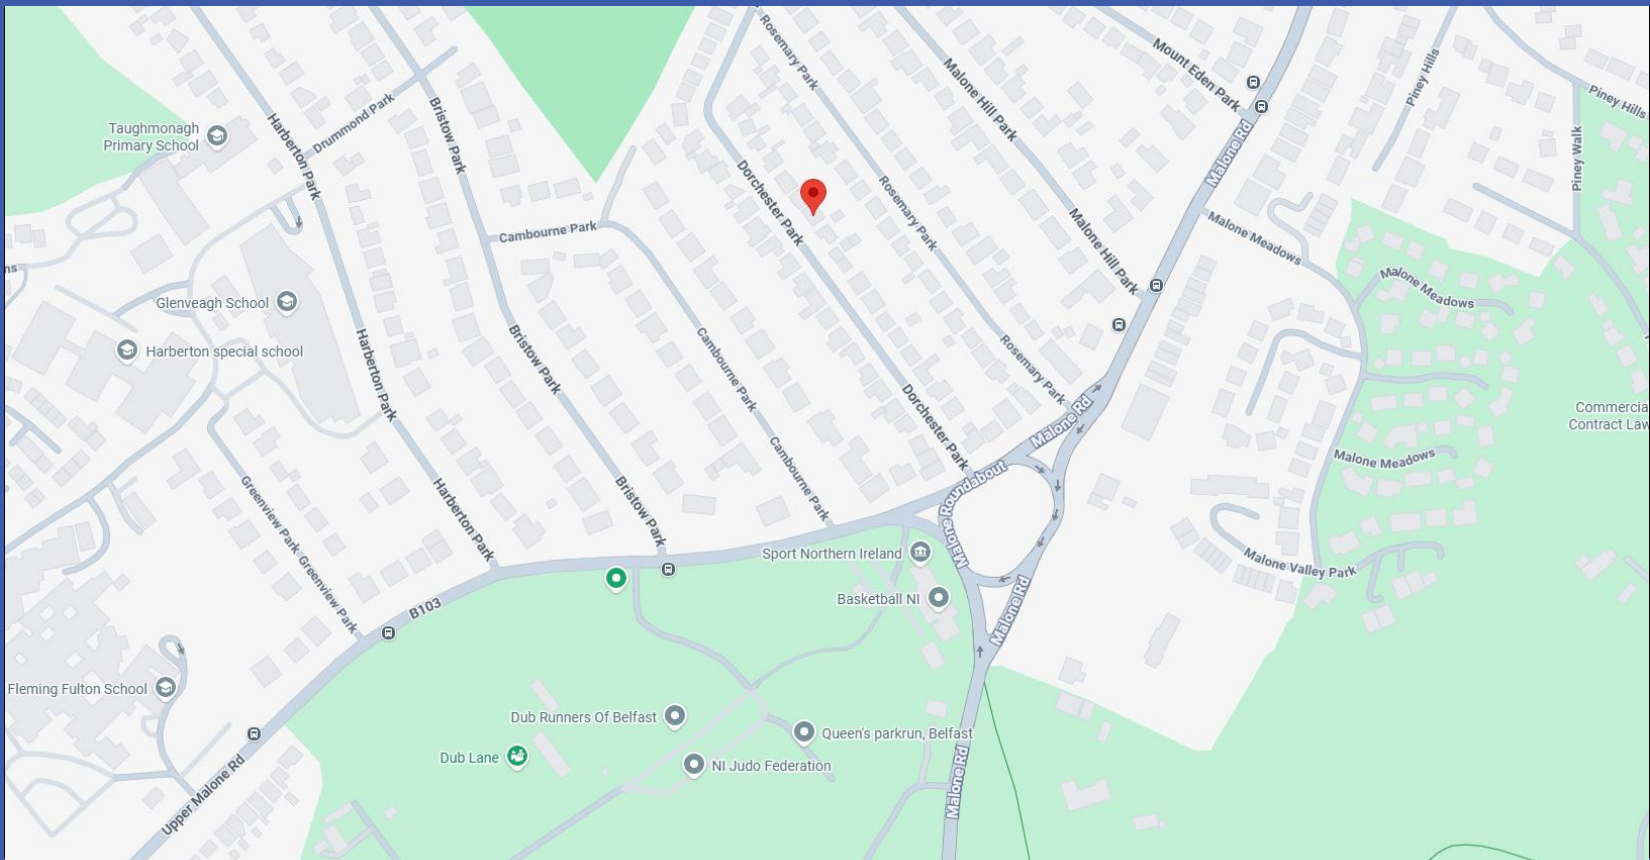 Rosemary Park
Malone Hill Park
Mount Eden Park
Piney Hills
Piney Hills
Bristow Park
Drummond Park
Harberton Park
Taughmonagh
Primary School
Malone Rd
Piney Walk
Dorchester Park
Rosemary Park
Malone Hill Park
Malone Meadows
Cambourne Park
ns
Malone Meadows
Glenveagh School
Harberton special school
Harberton Park
Bristow Park
Cambourne Park
Rosemary Park
Dorchester Park
Malone Rd
Commercia
Contract Law
Malone Meadows
Cambourne Park
Malone Roundabout
Malone
Harberton Park
Bristow Park
Greenview Park
Greenview Park
Sport Northern Ireland
Basketball NI
Malone Valley Park
Malone Rd
B103
Fleming Fulton School
Dub Runners Of Belfast
Queen's parkrun, Belfast
Dub Lane
NI Judo Federation
Upper Malone Rd
Malone Rd